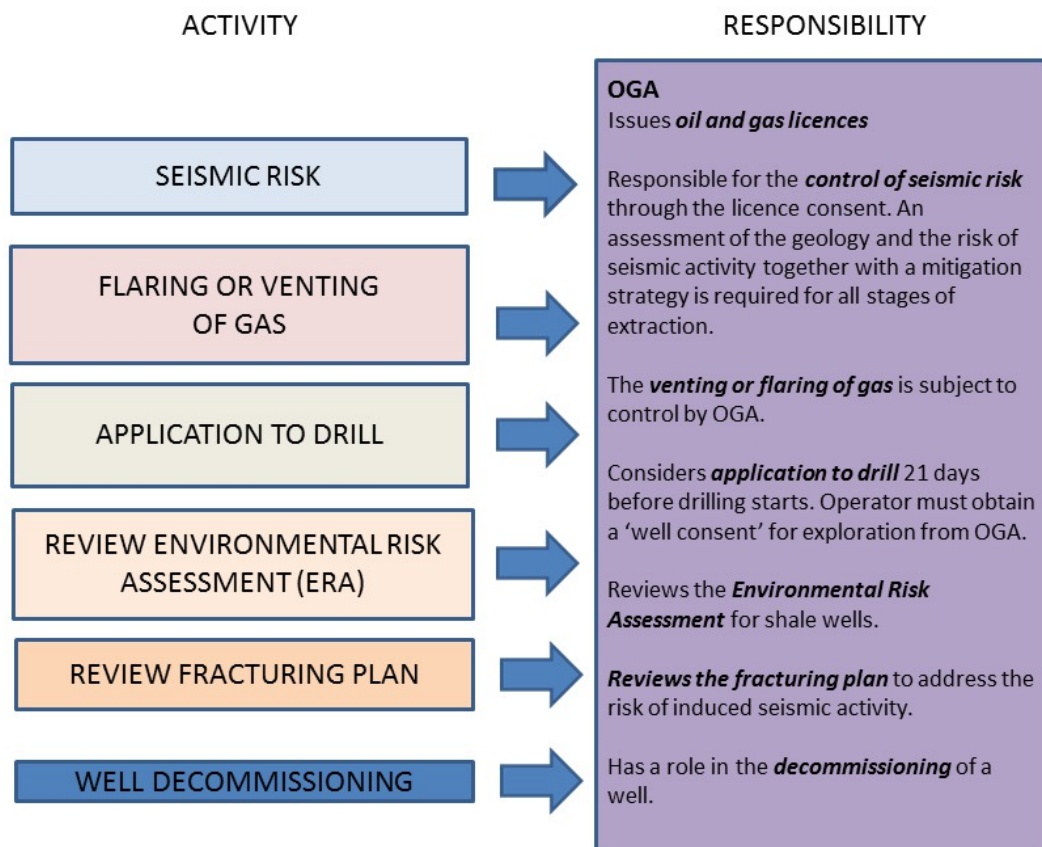 ACTIVITY
RESPONSIBILITY
SEISMIC RISK
FLARING OR VENTING
OF GAS
APPLICATION TO DRILL
REVIEW ENVIRONMENTAL RISK
ASSESSMENT (ERA)
REVIEW FRACTURING PLAN
WELL DECOMMISSIONING
OGA
Issues oil and gas licences
Responsible for the control of seismic risk
through the licence consent. An
assessment of the geology and the risk of
seismic activity together with a mitigation
strategy is required for all stages of
extraction.
The venting or flaring of gas is subject to
control by OGA.
Considers application to drill 21 days
before drilling starts. Operator must obtain
a ‘well consent’ for exploration from OGA.
Reviews the Environmental Risk
Assessment for shale wells.
Reviews the fracturing plan to address the
risk of induced seismic activity.
Has a role in the decommissioning of a
well.